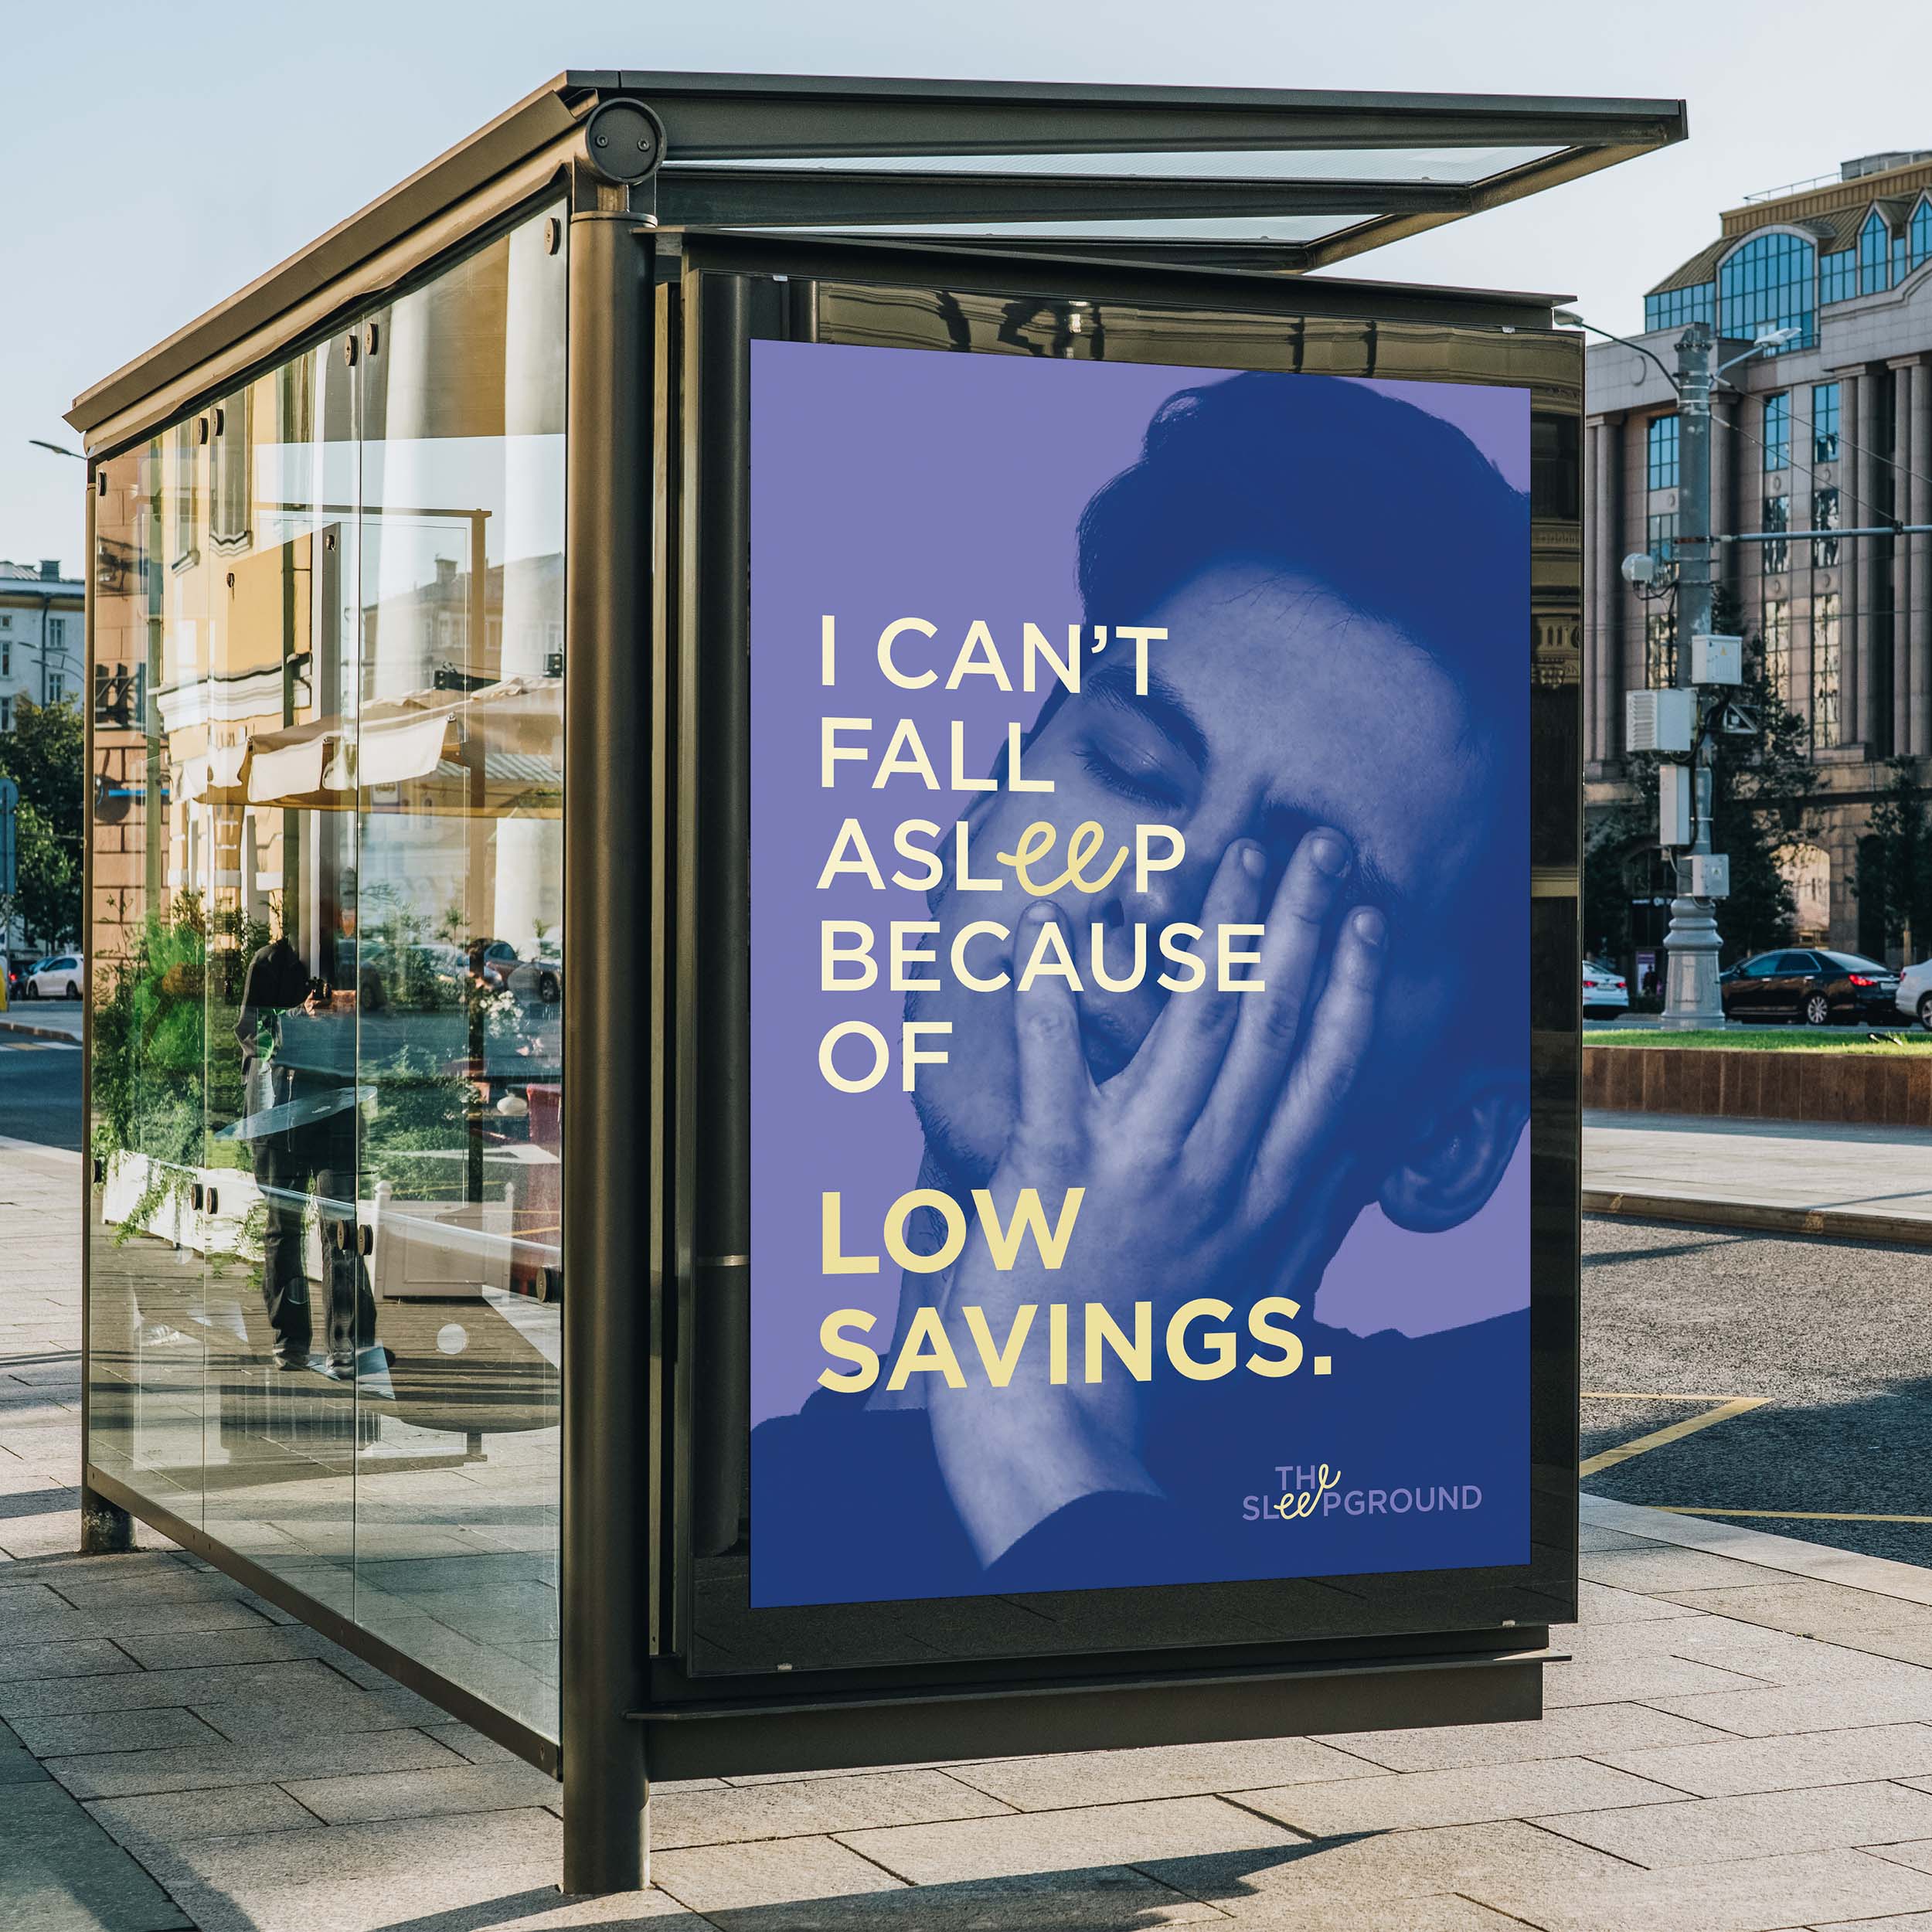 I CAN'T
FALL
ASLeeP
BECAUSE
OF
LOW
SAVINGS.
THe
SLeePGROUND